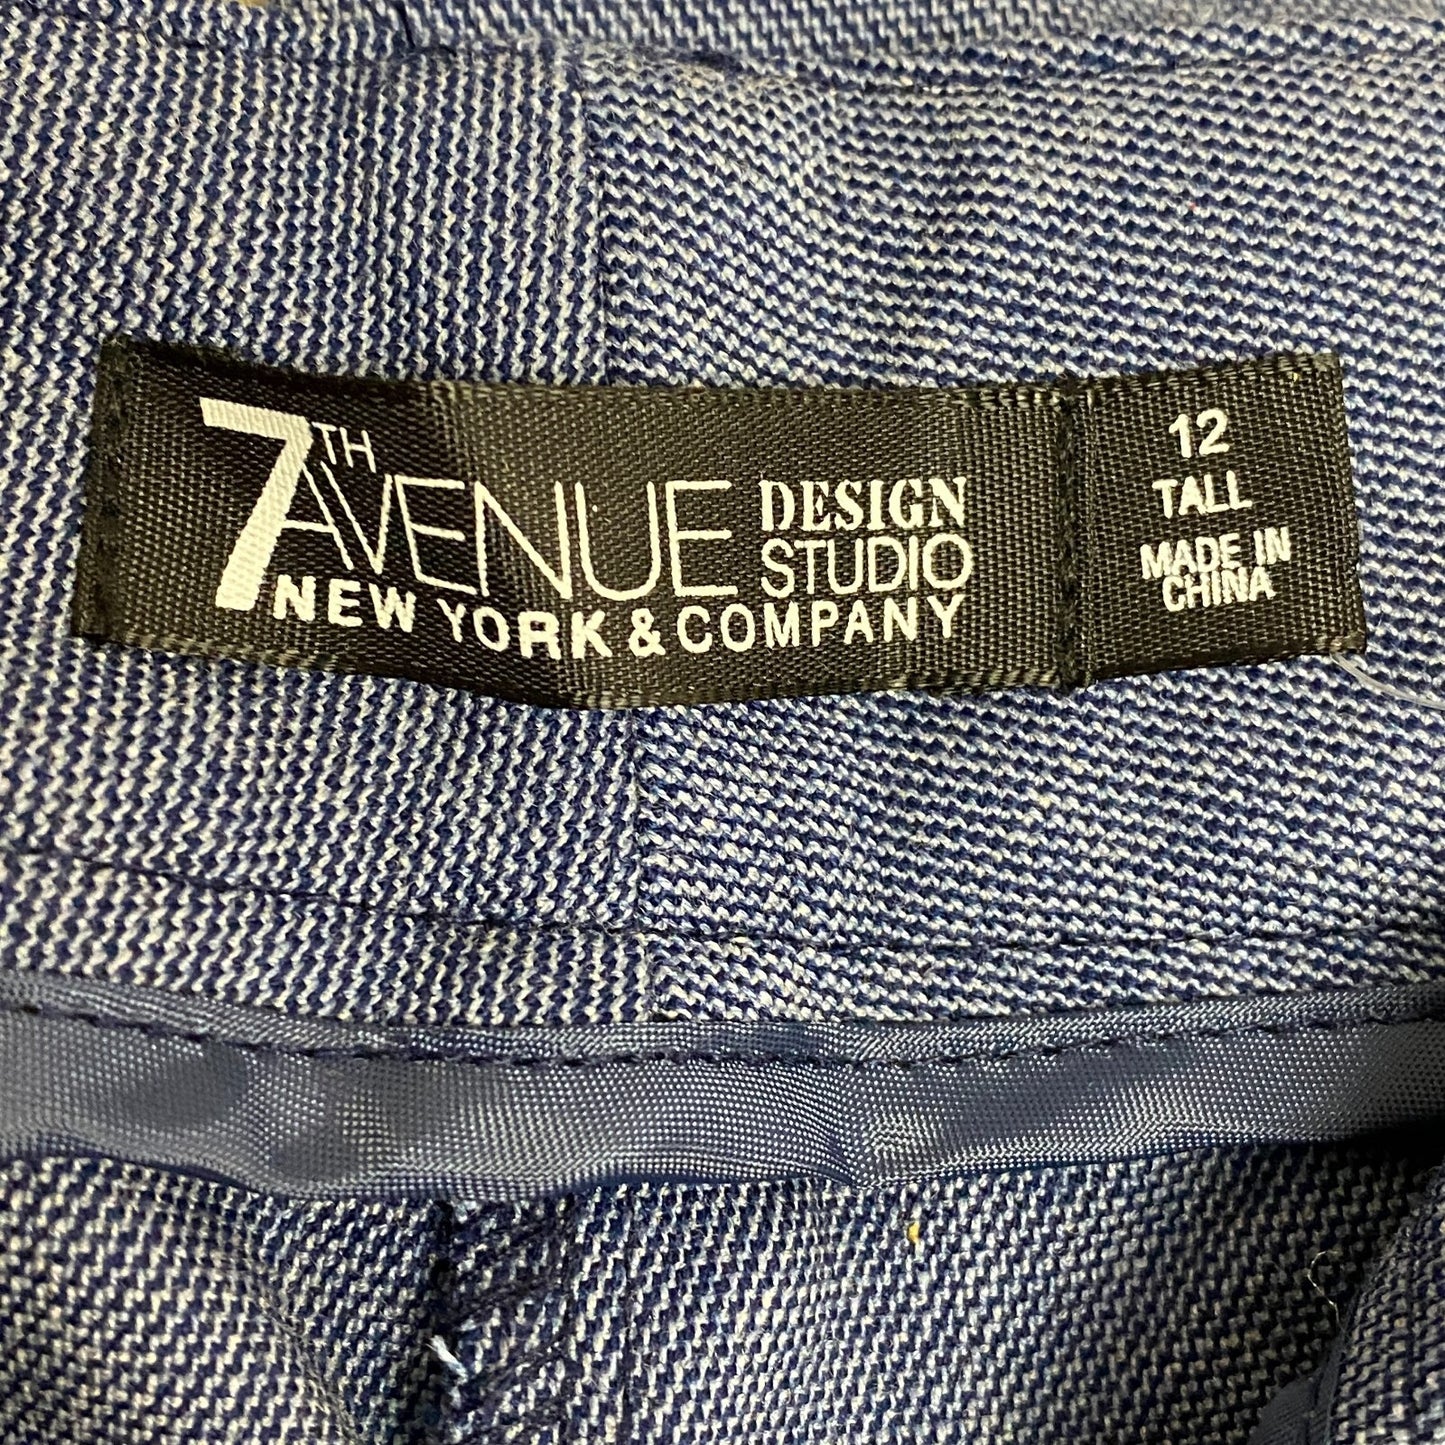 7TH AVENUE DESIGN STUDIO
NEW YORK & COMPANY
12
TALL
MADE IN
CHINA